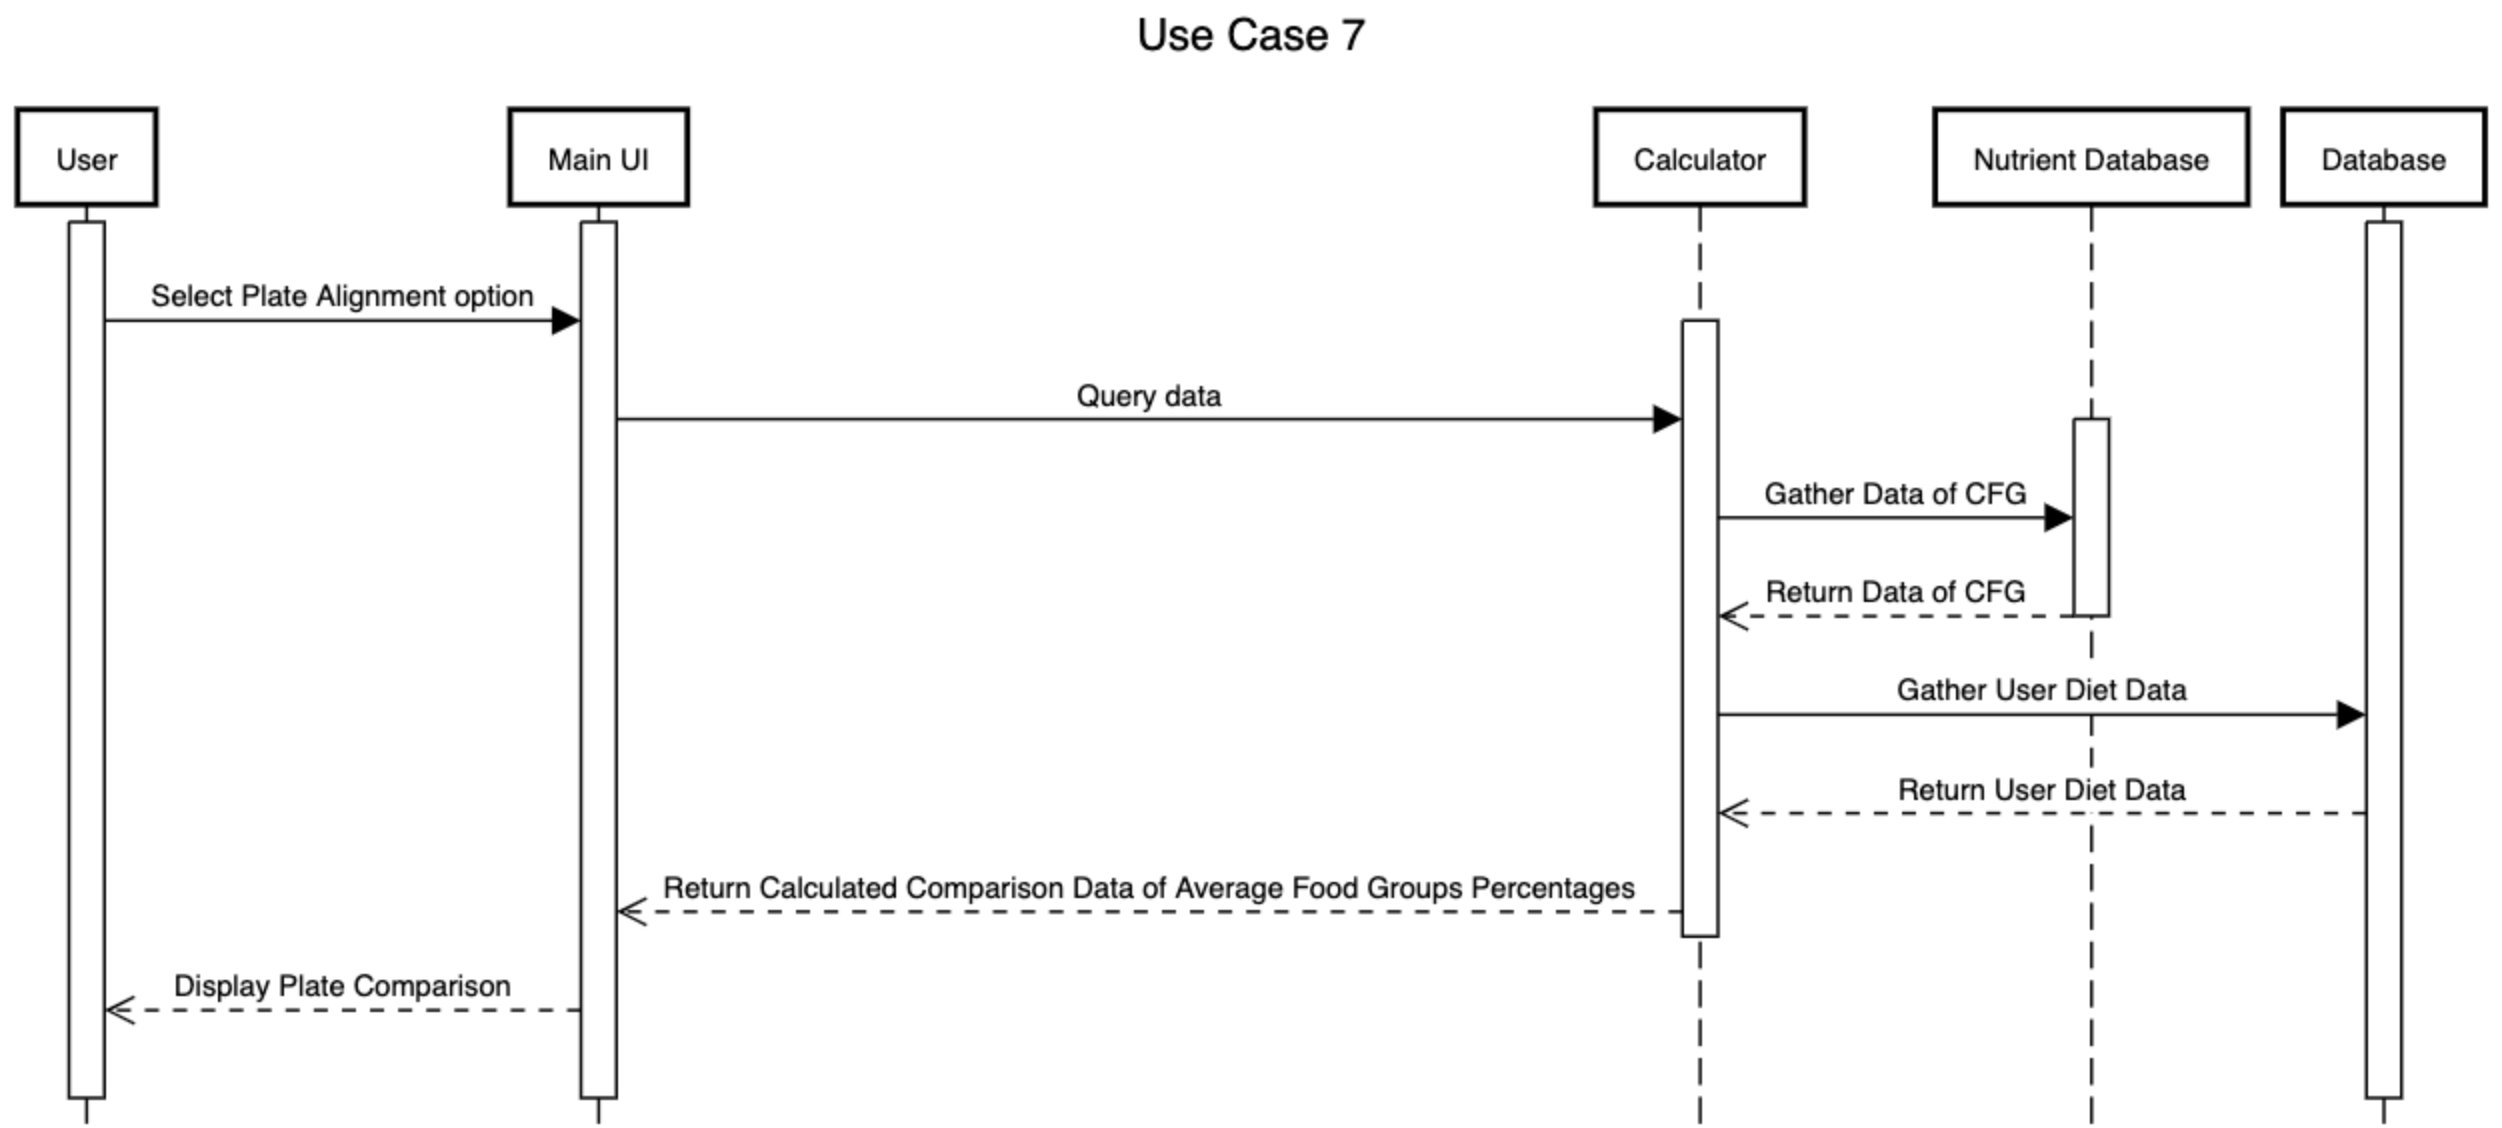 Use Case 7
User
Main UI
Calculator
Nutrient Database
Database
Select Plate Alignment option
Query data
Gather Data of CFG
Return Data of CFG
Gather User Diet Data
Return User Diet Data
Return Calculated Comparison Data of Average Food Groups Percentages
Display Plate Comparison